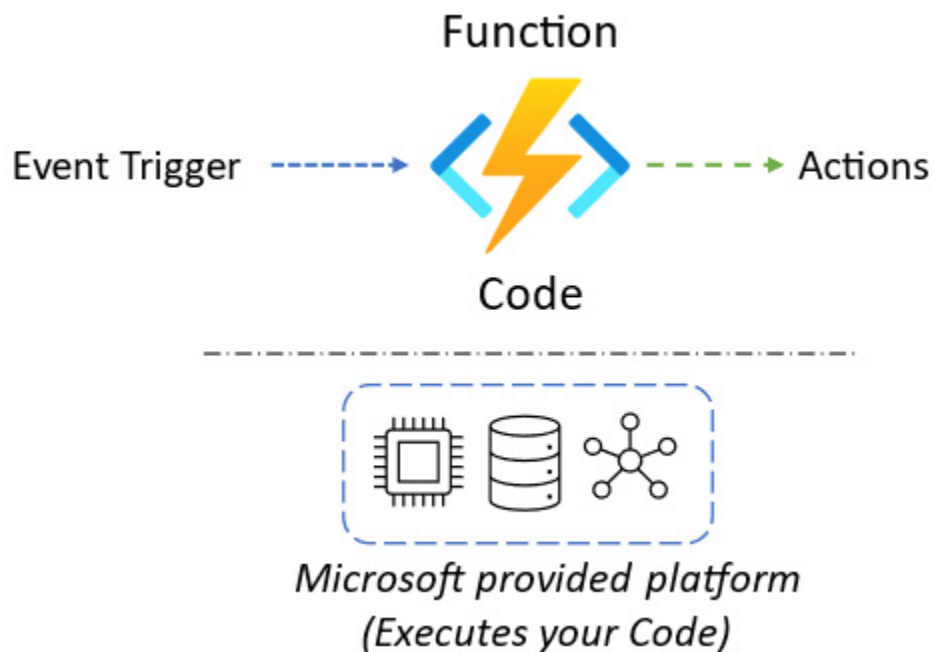 Function
Event Trigger
Actions
Code
Microsoft provided platform
(Executes your Code)